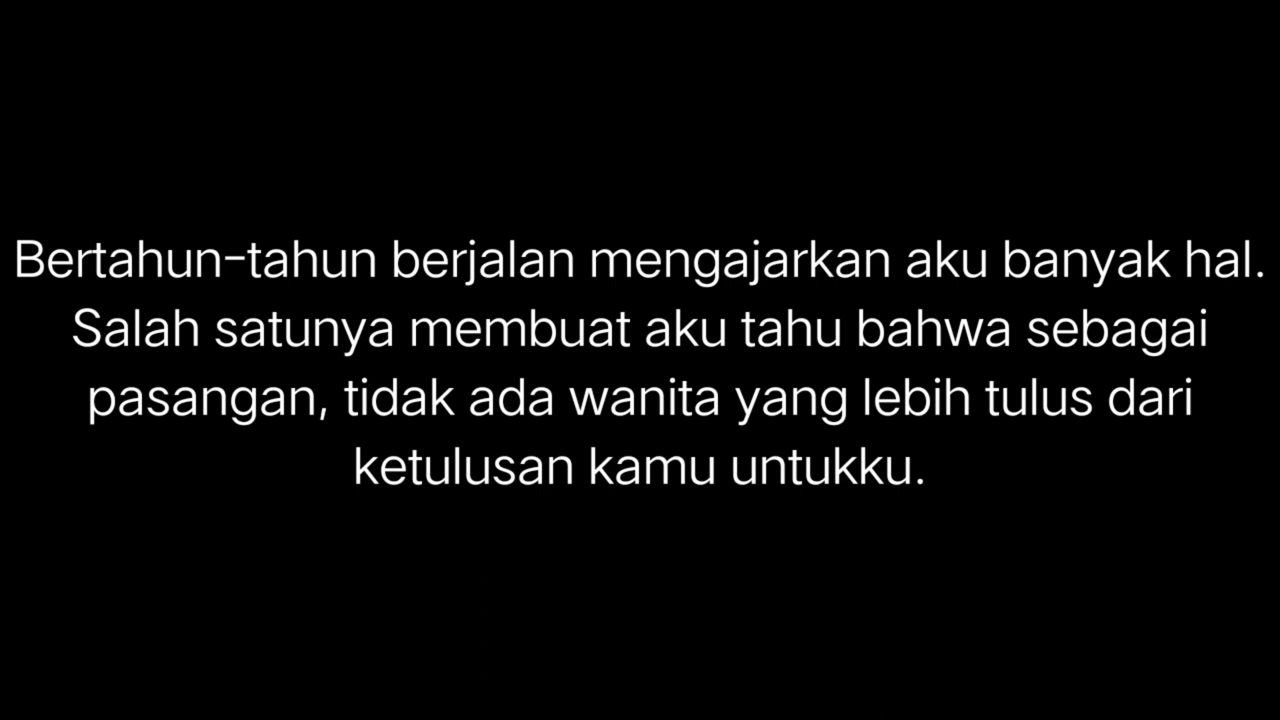 Bertahun-tahun berjalan mengajarkan aku banyak hal.
Salah satunya membuat aku tahu bahwa sebagai
pasangan, tidak ada wanita yang lebih tulus dari
ketulusan kamu untukku.